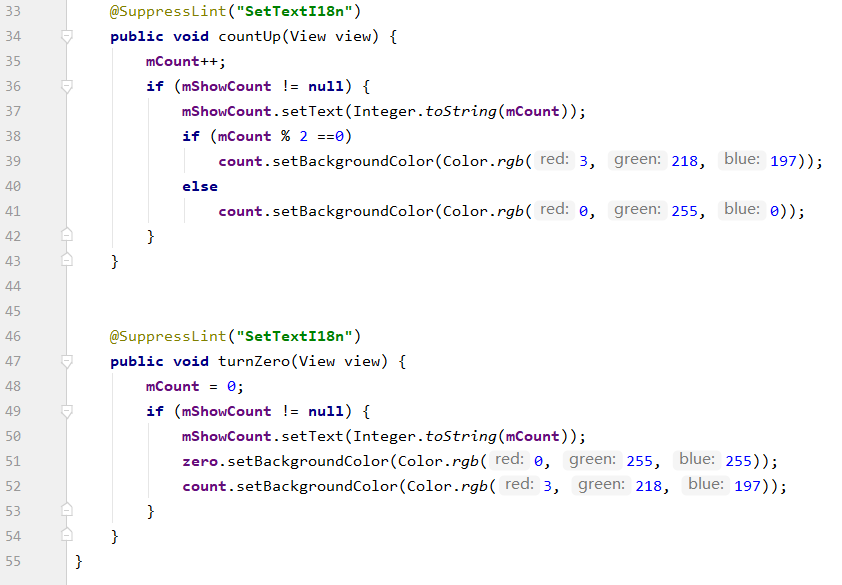 33 @SuppressLint("SetTextI18n")
34 public void countUp(View view) {
35 mCount++;
36 if (mShowCount != null) {
37 mShowCount.setText(Integer.toString(mCount));
38 if (mCount % 2 ==0)
39 count.setBackgroundColor(Color.rgb( red: 3, green: 218, blue: 197));
40 else
41 count.setBackgroundColor(Color.rgb( red: 0, green: 255, blue: 0));
42 }
43 }
44
45
46 @SuppressLint("SetTextI18n")
47 public void turnZero(View view) {
48 mCount = 0;
49 if (mShowCount != null) {
50 mShowCount.setText(Integer.toString(mCount));
51 zero.setBackgroundColor(Color.rgb( red: 0, green: 255, blue: 255));
52 count.setBackgroundColor(Color.rgb( red: 3, green: 218, blue: 197));
53 }
54 }
55 }